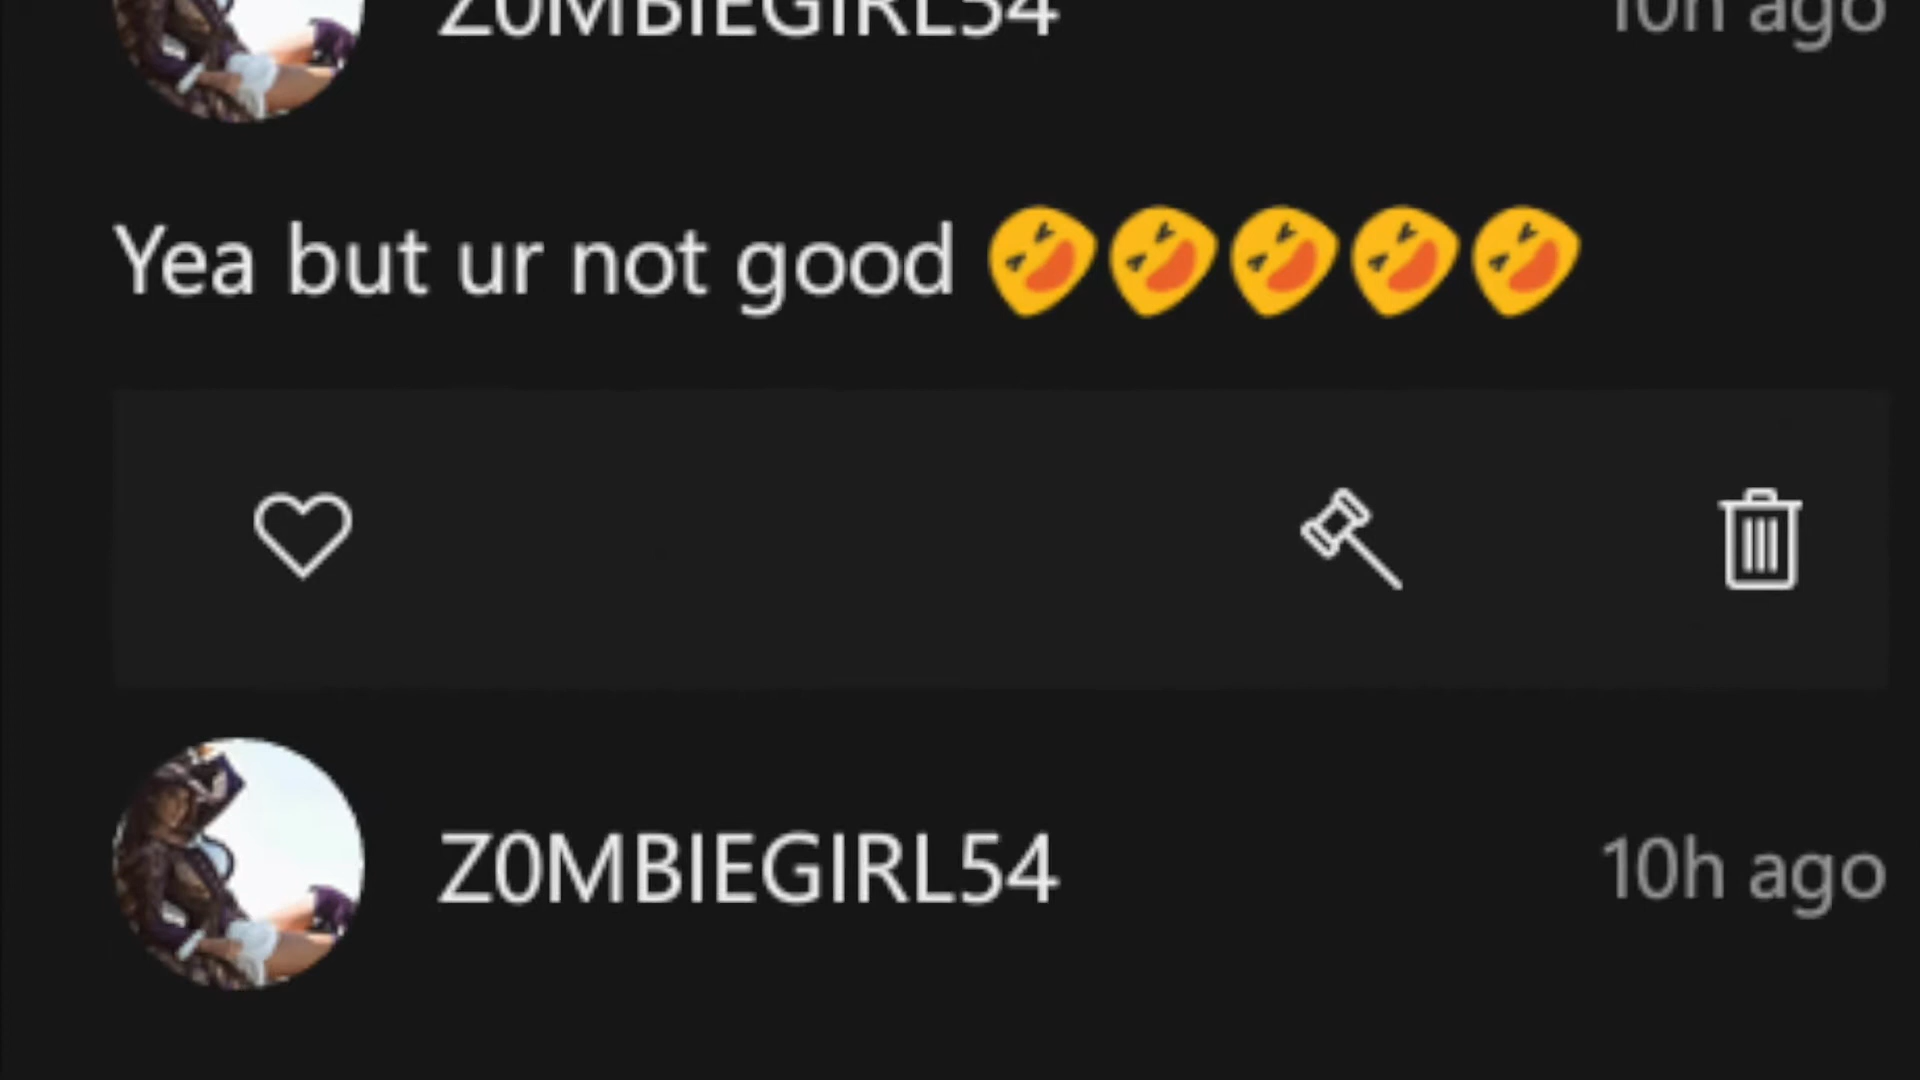 Z0MBIEGIRL54
10h ago
Yea but ur not good 🤣🤣🤣🤣🤣
Z0MBIEGIRL54
10h ago